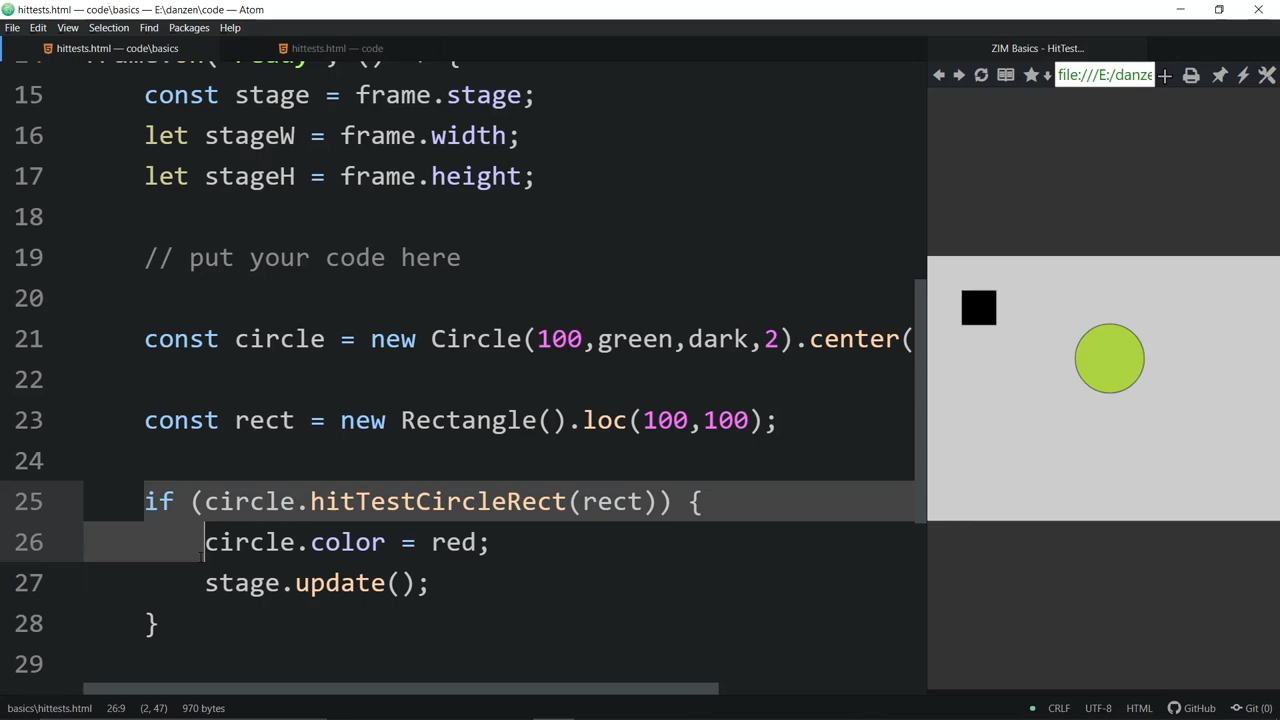 hittests.html — code\basics — E:\danzen\code — Atom
File Edit View Selection Find Packages Help
hittests.html — code\basics
hittests.html — code
ZIM Basics - HitTest...
file:///E:/danze
15 const stage = frame.stage;
16 let stageW = frame.width;
17 let stageH = frame.height;
18
19 // put your code here
20
21 const circle = new Circle(100,green,dark,2).center(
22
23 const rect = new Rectangle().loc(100,100);
24
25 if (circle.hitTestCircleRect(rect)) {
26 circle.color = red;
27 stage.update();
28 }
29
basics\hittests.html 26:9 (2, 47) 970 bytes CRLF UTF-8 HTML GitHub Git (0)